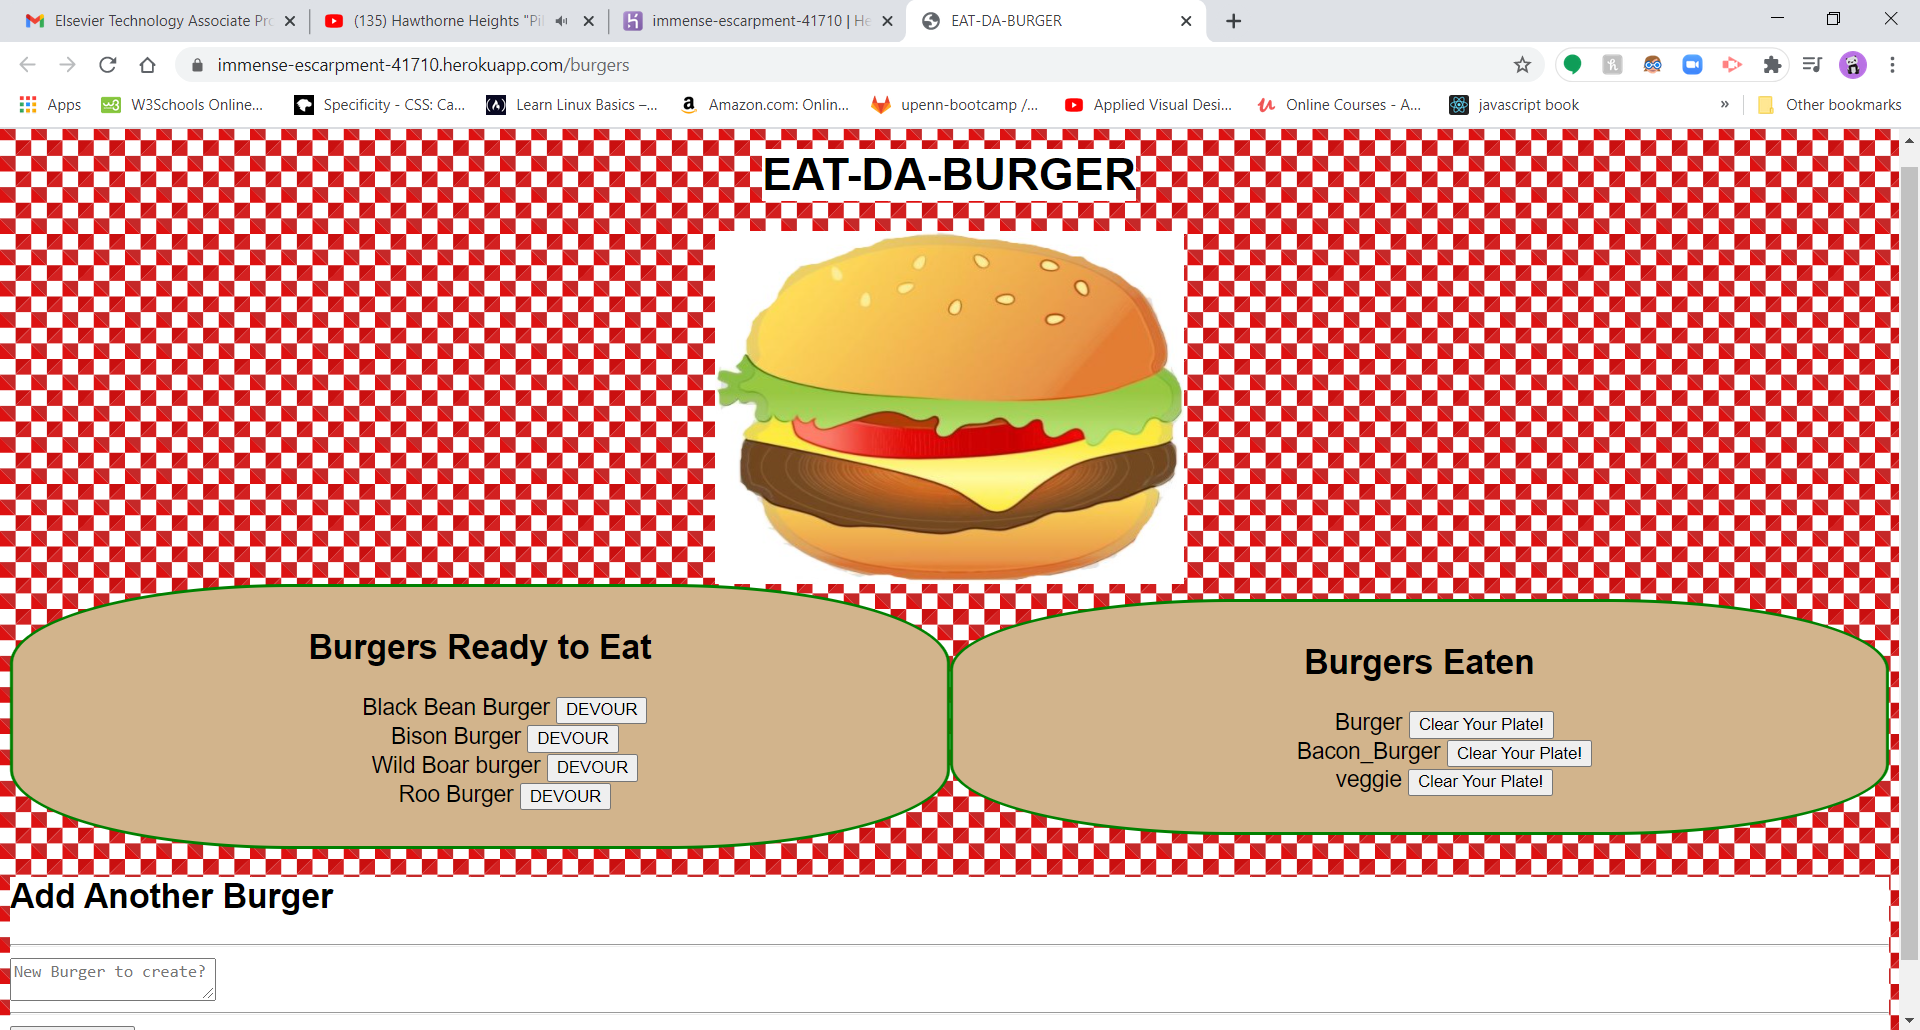 Elsevier Technology Associate Pr
(135) Hawthorne Heights "Pil
immense-escarpment-41710 | He
EAT-DA-BURGER
immense-escarpment-41710.herokuapp.com/burgers
Apps
W3Schools Online...
Specificity - CSS: Ca...
Learn Linux Basics –...
Amazon.com: Onlin...
upenn-bootcamp /...
Applied Visual Desi...
Online Courses - A...
javascript book
»
Other bookmarks
EAT-DA-BURGER
Burgers Ready to Eat
Black Bean Burger DEVOUR
Bison Burger DEVOUR
Wild Boar burger DEVOUR
Roo Burger DEVOUR
Burgers Eaten
Burger Clear Your Plate!
Bacon_Burger Clear Your Plate!
veggie Clear Your Plate!
Add Another Burger
New Burger to create?